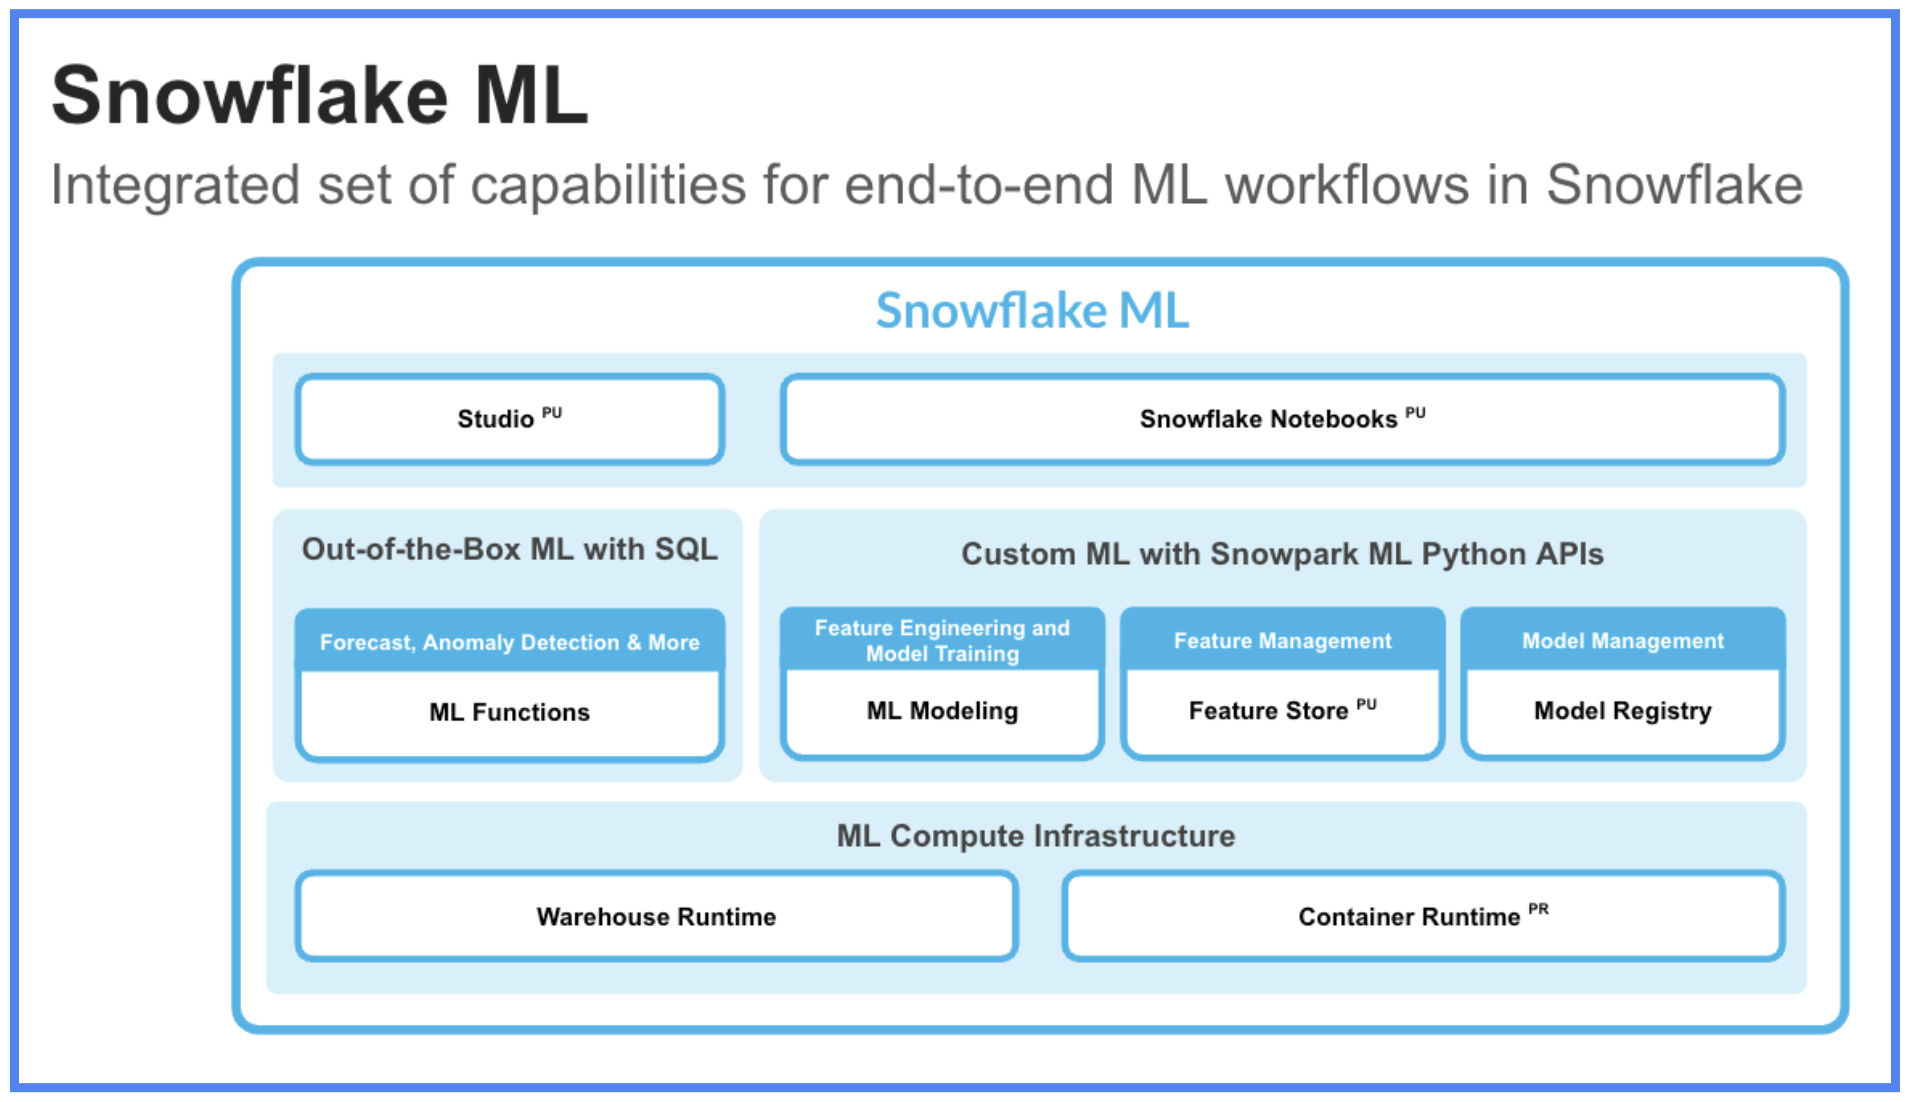 Snowflake ML
Integrated set of capabilities for end-to-end ML workflows in Snowflake
Snowflake ML
Studio PU
Snowflake Notebooks PU
Out-of-the-Box ML with SQL
Forecast, Anomaly Detection & More
ML Functions
Custom ML with Snowpark ML Python APIs
Feature Engineering and
Model Training
ML Modeling
Feature Management
Feature Store PU
Model Management
Model Registry
ML Compute Infrastructure
Warehouse Runtime
Container Runtime PR